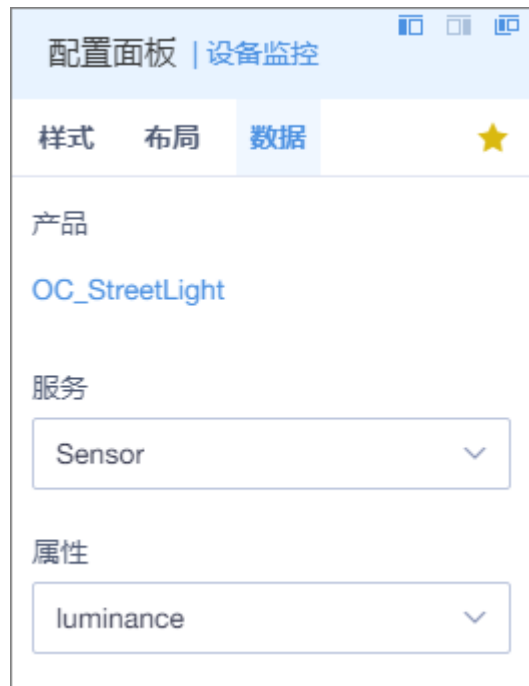 配置面板 | 设备监控
样式 布局 数据
产品
OC_StreetLight
服务
Sensor
属性
luminance